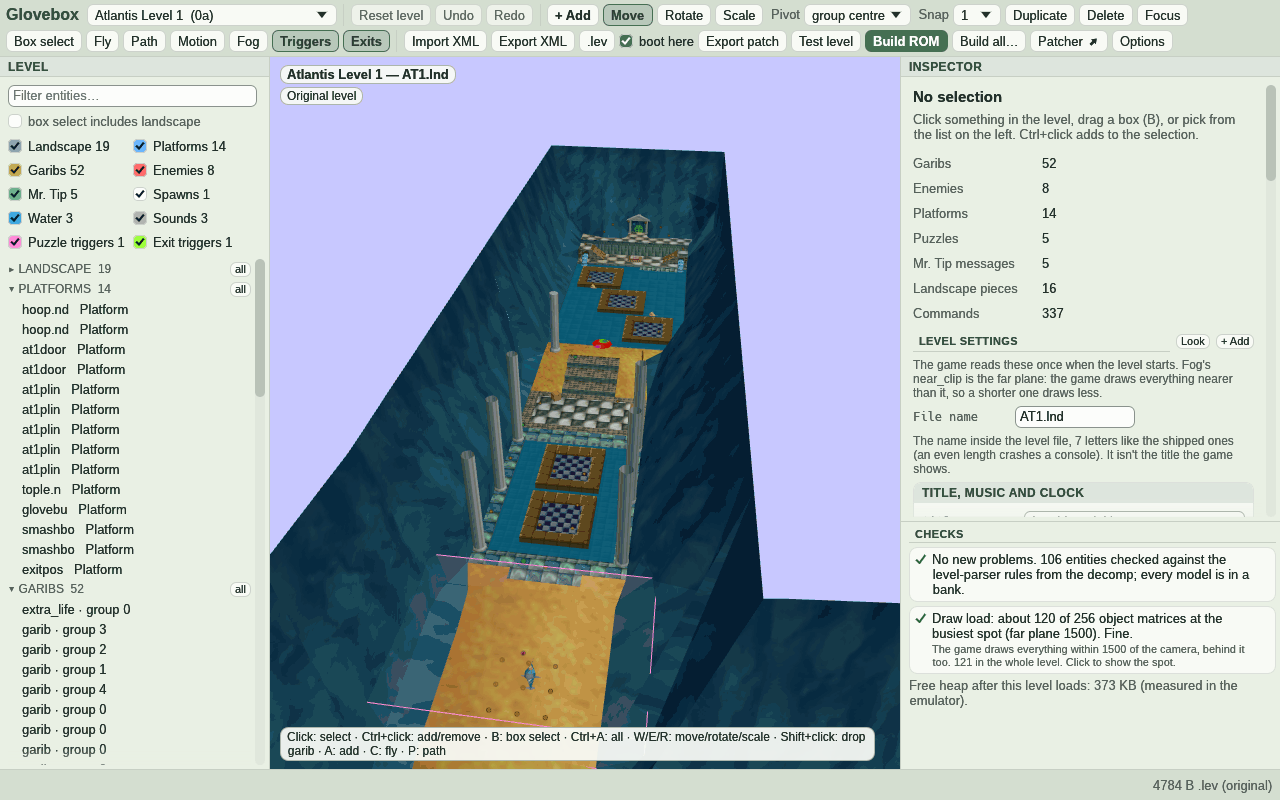 Glovebox Atlantis Level 1 (0a) Reset level Undo Redo + Add Move Rotate Scale Pivot group centre Snap 1 Duplicate Delete Focus
Box select Fly Path Motion Fog Triggers Exits Import XML Export XML .lev boot here Export patch Test level Build ROM Build all… Patcher Options
LEVEL
Filter entities…
box select includes landscape
Landscape 19 Platforms 14
Garibs 52 Enemies 8
Mr. Tip 5 Spawns 1
Water 3 Sounds 3
Puzzle triggers 1 Exit triggers 1
LANDSCAPE 19 all
PLATFORMS 14 all
hoop.nd Platform
hoop.nd Platform
at1door Platform
at1door Platform
at1plin Platform
at1plin Platform
at1plin Platform
at1plin Platform
at1plin Platform
tople.n Platform
glovebu Platform
smashbo Platform
smashbo Platform
exitpos Platform
GARIBS 52 all
extra_life · group 0
garib · group 3
garib · group 2
garib · group 1
garib · group 4
garib · group 0
garib · group 0
garib · group 0
Atlantis Level 1 — AT1.lnd
Original level
Click: select · Ctrl+click: add/remove · B: box select · Ctrl+A: all · W/E/R: move/rotate/scale · Shift+click: drop
garib · A: add · C: fly · P: path
INSPECTOR
No selection
Click something in the level, drag a box (B), or pick from
the list on the left. Ctrl+click adds to the selection.
Garibs 52
Enemies 8
Platforms 14
Puzzles 5
Mr. Tip messages 5
Landscape pieces 16
Commands 337
LEVEL SETTINGS Look + Add
The game reads these once when the level starts. Fog's
near_clip is the far plane: the game draws everything nearer
than it, so a shorter one draws less.
File name AT1.lnd
The name inside the level file, 7 letters like the shipped ones
(an even length crashes a console). It isn't the title the game
shows.
TITLE, MUSIC AND CLOCK
CHECKS
No new problems. 106 entities checked against the
level-parser rules from the decomp; every model is in a
bank.
Draw load: about 120 of 256 object matrices at the
busiest spot (far plane 1500). Fine.
The game draws everything within 1500 of the camera, behind it
too. 121 in the whole level. Click to show the spot.
Free heap after this level loads: 373 KB (measured in the
emulator).
4784 B .lev (original)